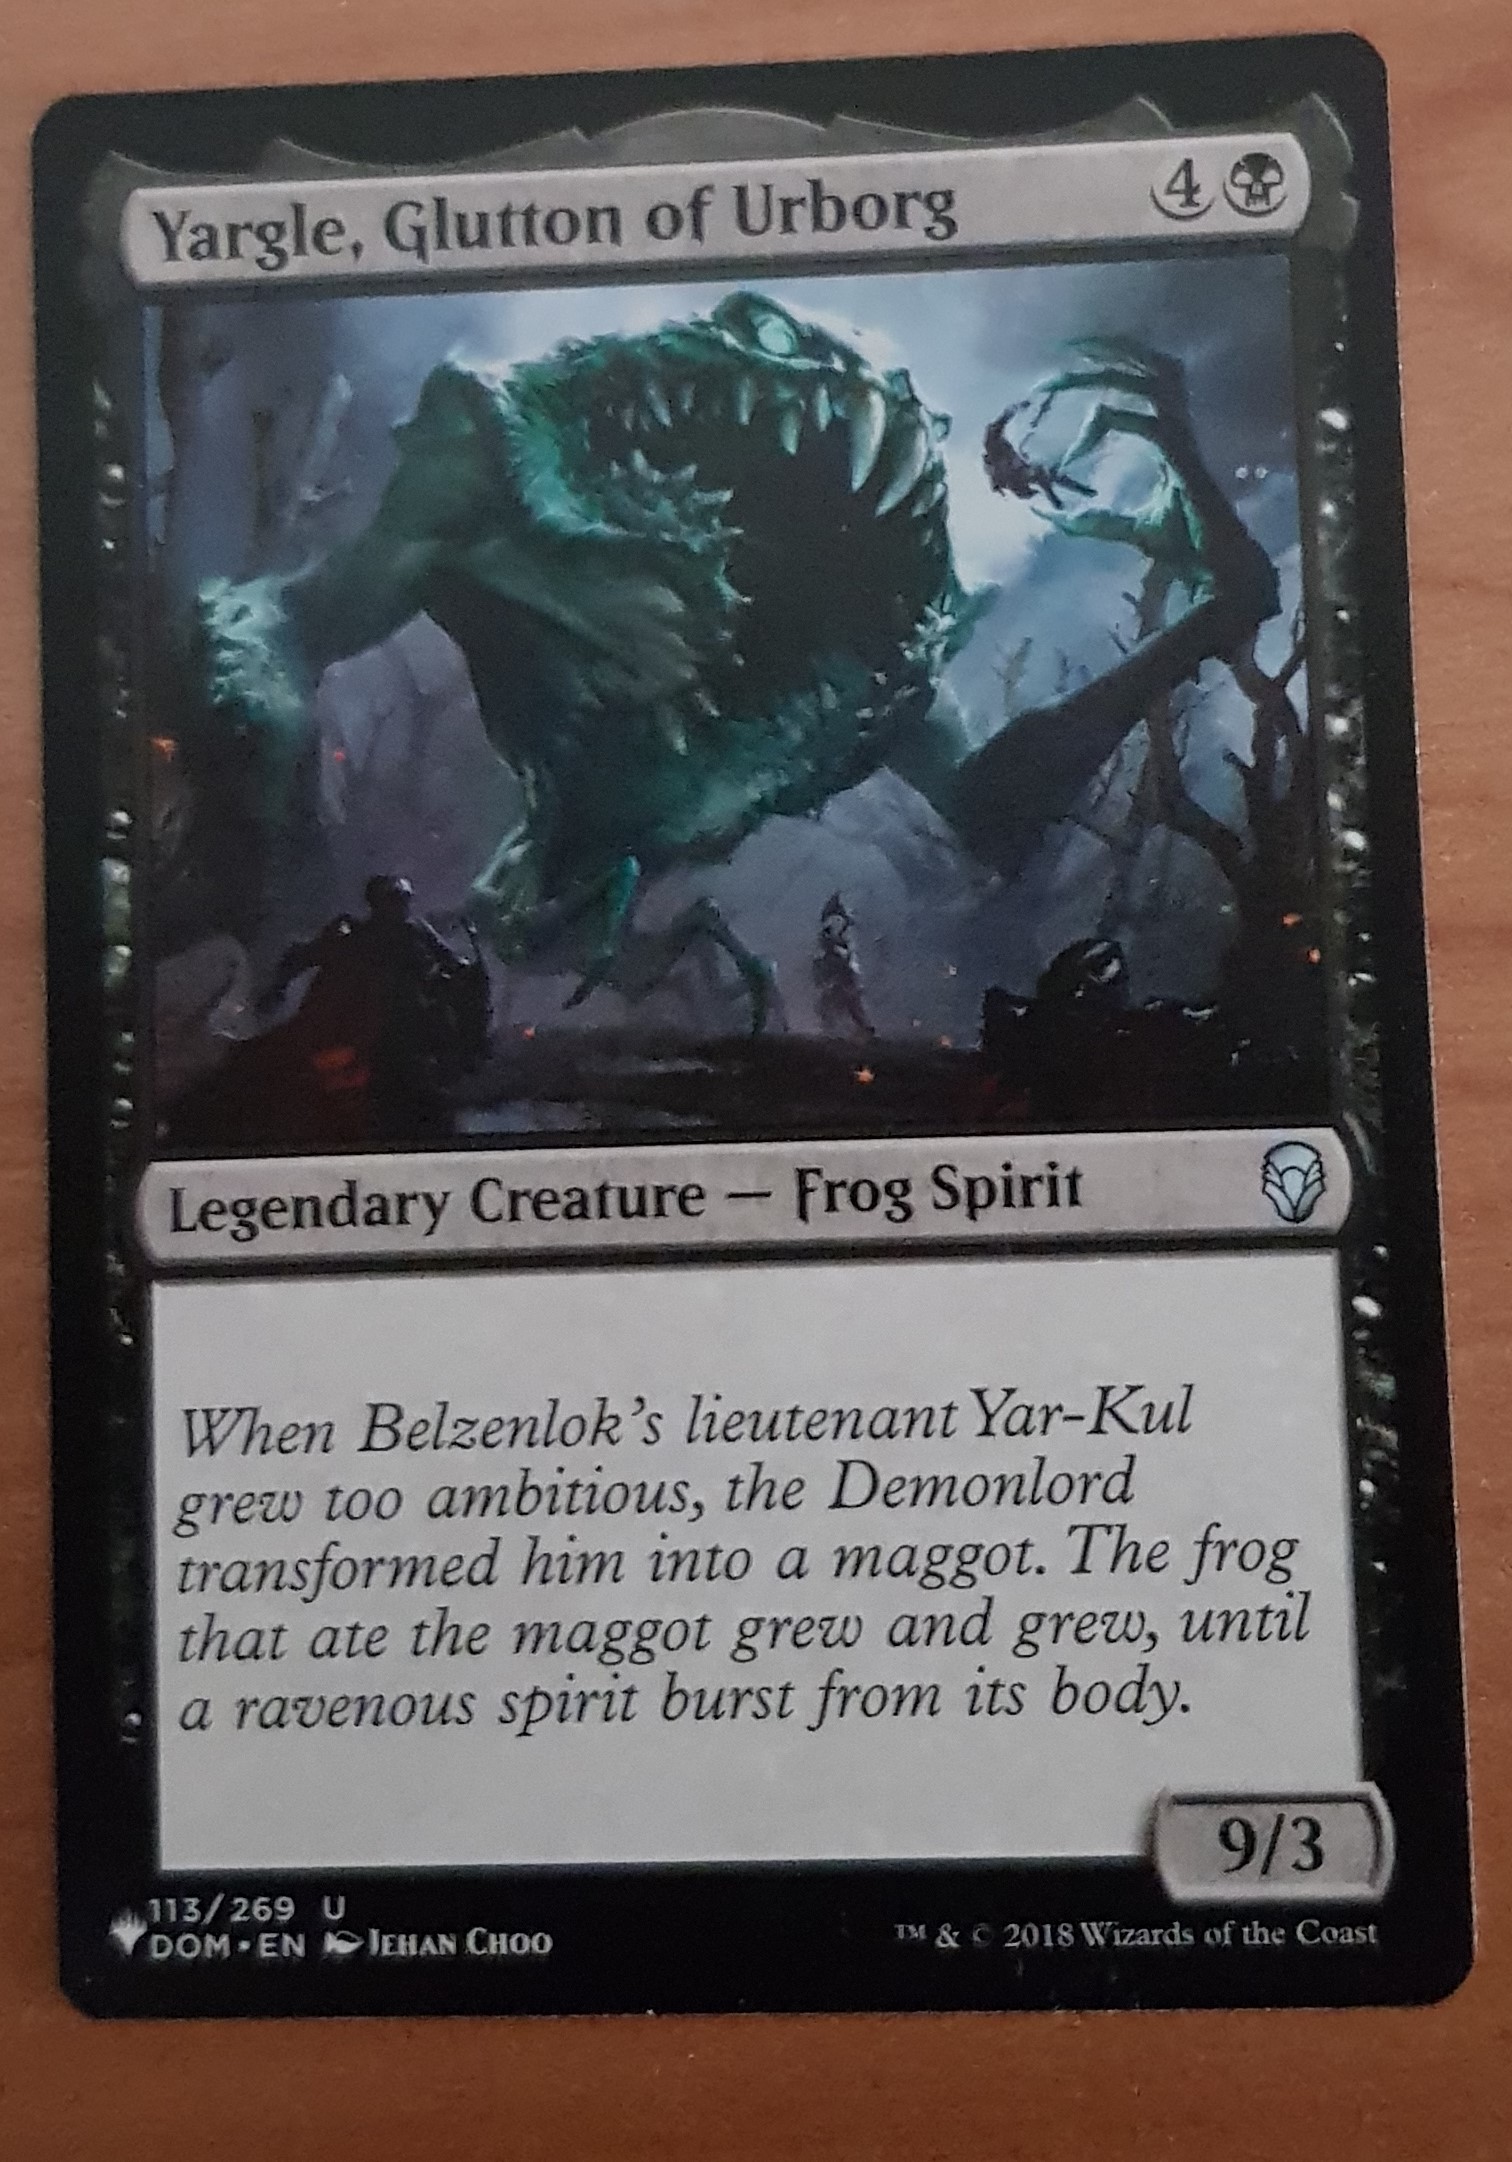 Yargle, Glutton of Urborg 4
Legendary Creature — Frog Spirit
When Belzenlok's lieutenant Yar-Kul
grew too ambitious, the Demonlord
transformed him into a maggot. The frog
that ate the maggot grew and grew, until
a ravenous spirit burst from its body.
9/3
113/269 U
DOM • EN Jehan Choo
™ & © 2018 Wizards of the Coast